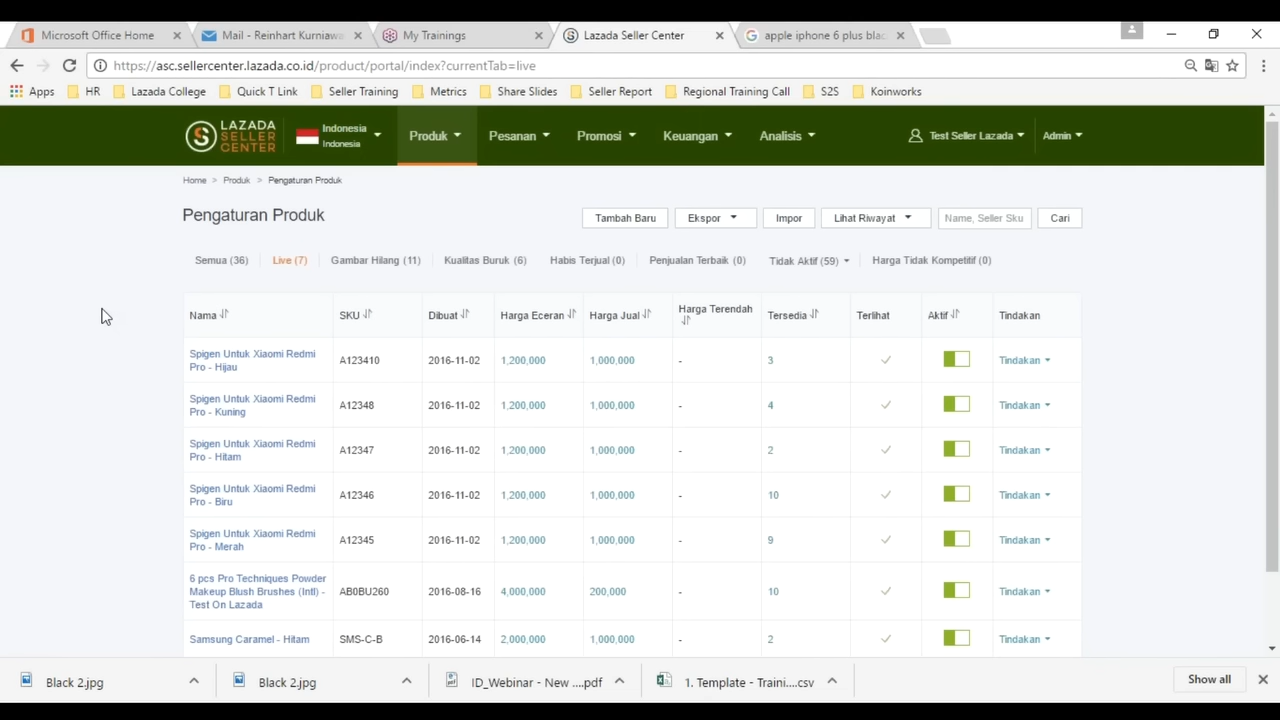 Microsoft Office Home
Mail - Reinhart Kurniawa
My Trainings
Lazada Seller Center
apple iphone 6 plus blac
https://asc.sellercenter.lazada.co.id/product/portal/index?currentTab=live
Apps HR Lazada College Quick T Link Seller Training Metrics Share Slides Seller Report Regional Training Call S2S Koinworks
LAZADA
SELLER
CENTER
Indonesia
Indonesia
Produk Pesanan Promosi Keuangan Analisis Test Seller Lazada Admin
Home > Produk > Pengaturan Produk
Pengaturan Produk
Tambah Baru Ekspor Impor Lihat Riwayat Name, Seller Sku Cari
Semua (36) Live (7) Gambar Hilang (11) Kualitas Buruk (6) Habis Terjual (0) Penjualan Terbaik (0) Tidak Aktif (59) Harga Tidak Kompetitif (0)
Nama SKU Dibuat Harga Eceran Harga Jual Harga Terendah Tersedia Terlihat Aktif Tindakan
Spigen Untuk Xiaomi Redmi
Pro - Hijau
A123410 2016-11-02 1,200,000 1,000,000 - 3 Tindakan
Spigen Untuk Xiaomi Redmi
Pro - Kuning
A12348 2016-11-02 1,200,000 1,000,000 - 4 Tindakan
Spigen Untuk Xiaomi Redmi
Pro - Hitam
A12347 2016-11-02 1,200,000 1,000,000 - 2 Tindakan
Spigen Untuk Xiaomi Redmi
Pro - Biru
A12346 2016-11-02 1,200,000 1,000,000 - 10 Tindakan
Spigen Untuk Xiaomi Redmi
Pro - Merah
A12345 2016-11-02 1,200,000 1,000,000 - 9 Tindakan
6 pcs Pro Techniques Powder
Makeup Blush Brushes (Intl) -
Test On Lazada
AB0BU260 2016-08-16 4,000,000 200,000 - 10 Tindakan
Samsung Caramel - Hitam SMS-C-B 2016-06-14 2,000,000 1,000,000 - 2 Tindakan
Black 2.jpg
Black 2.jpg
ID_Webinar - New ....pdf
1. Template - Traini....csv
Show all